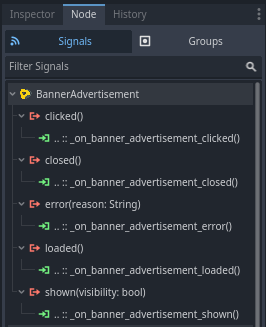 Inspector Node History
Signals Groups
Filter Signals
BannerAdvertisement
clicked()
.. :: _on_banner_advertisement_clicked()
closed()
.. :: _on_banner_advertisement_closed()
error(reason: String)
.. :: _on_banner_advertisement_error()
loaded()
.. :: _on_banner_advertisement_loaded()
shown(visibility: bool)
.. :: _on_banner_advertisement_shown()